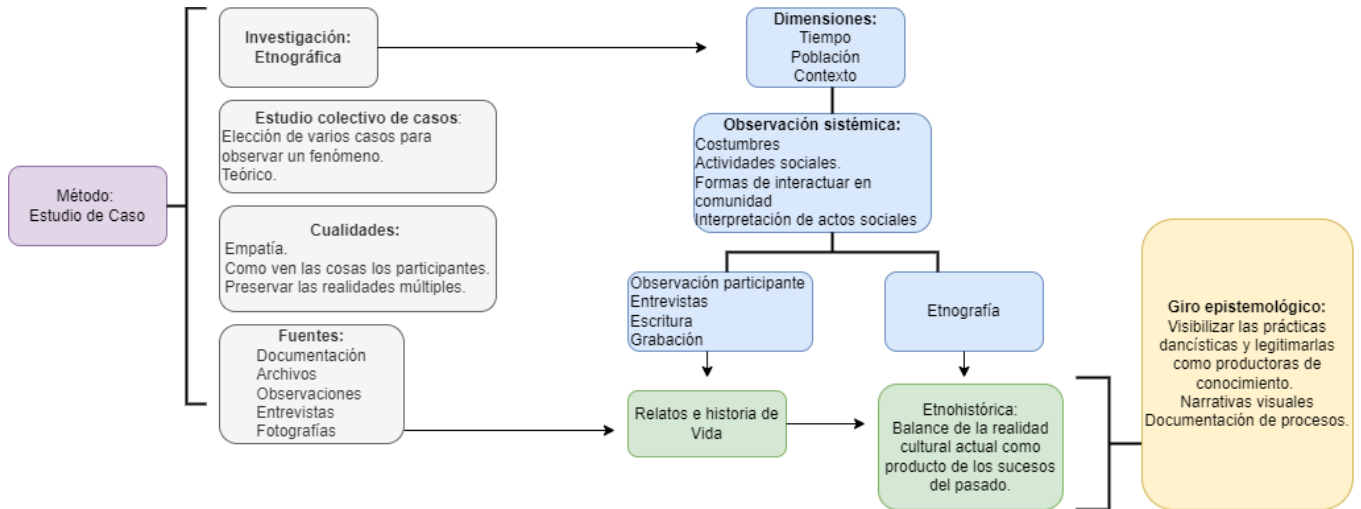 Método:
Estudio de Caso
Investigación:
Etnográfica
Estudio colectivo de casos:
Elección de varios casos para
observar un fenómeno.
Teórico.
Cualidades:
Empatía.
Como ven las cosas los participantes.
Preservar las realidades múltiples.
Fuentes:
Documentación
Archivos
Observaciones
Entrevistas
Fotografías
Dimensiones:
Tiempo
Población
Contexto
Observación sistémica:
Costumbres
Actividades sociales.
Formas de interactuar en
comunidad
Interpretación de actos sociales
Observación participante
Entrevistas
Escritura
Grabación
Etnografía
Relatos e historia de
Vida
Etnohistórica:
Balance de la realidad
cultural actual como
producto de los sucesos
del pasado.
Giro epistemológico:
Visibilizar las prácticas
dancísticas y legitimarlas
como productoras de
conocimiento.
Narrativas visuales
Documentación de procesos.